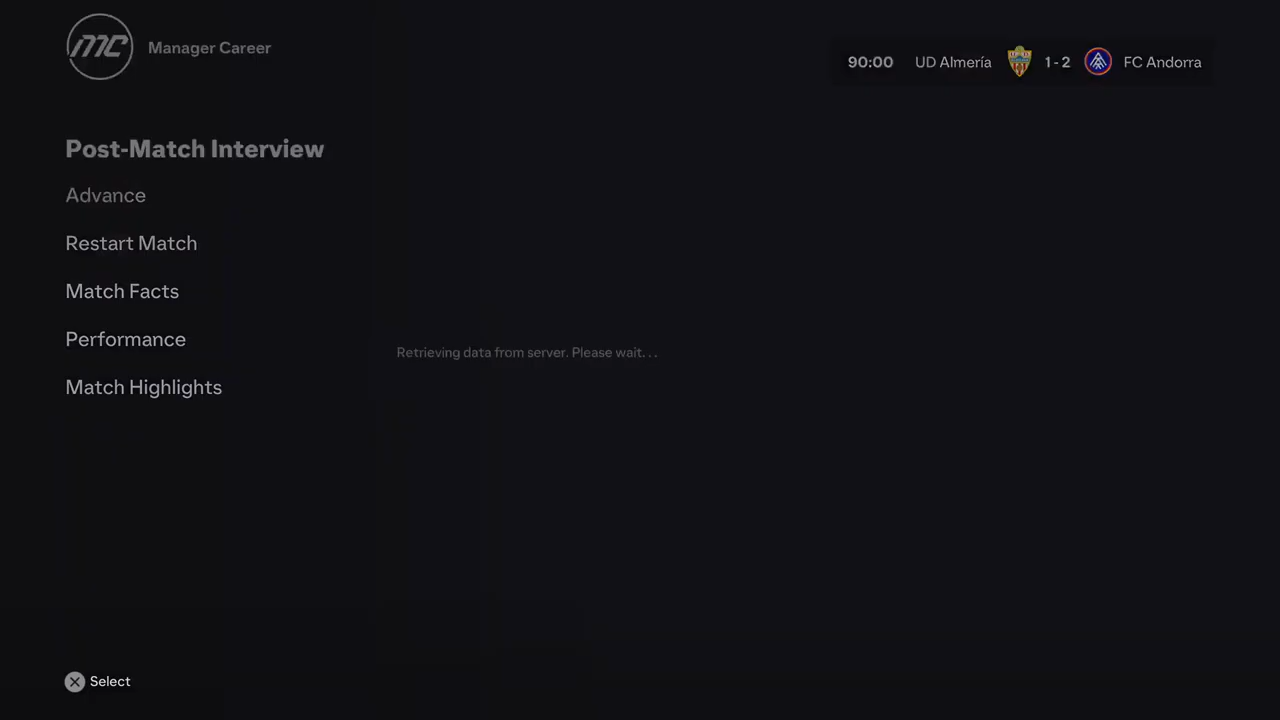 MC Manager Career
90:00 UD Almería 1 - 2 FC Andorra
Post-Match Interview
Advance
Restart Match
Match Facts
Performance
Match Highlights
Retrieving data from server. Please wait. . .
Select